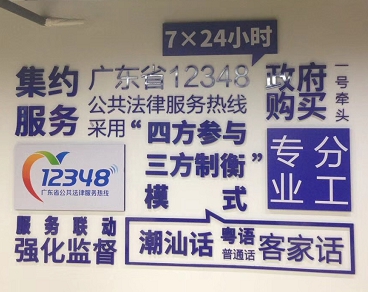 7×24小时
集约
服务
广东省12348
公共法律服务热线
采用“四方参与
三方制衡”
模式
政府
购买
一号牵头
专业
分工
12348
广东省公共法律服务热线
服务联动
强化监督
潮汕话
粤语
普通话
客家话